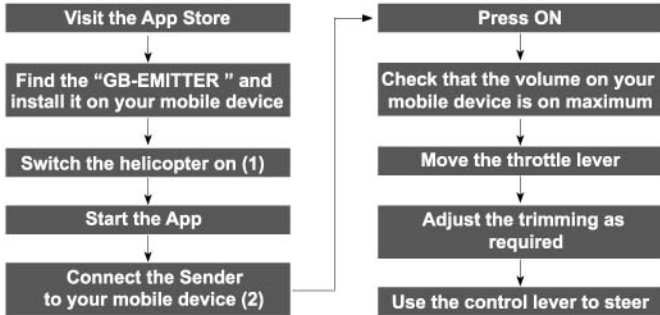 Visit the App Store
Find the “GB-EMITTER ” and
install it on your mobile device
Switch the helicopter on (1)
Start the App
Connect the Sender
to your mobile device (2)
Press ON
Check that the volume on your
mobile device is on maximum
Move the throttle lever
Adjust the trimming as
required
Use the control lever to steer